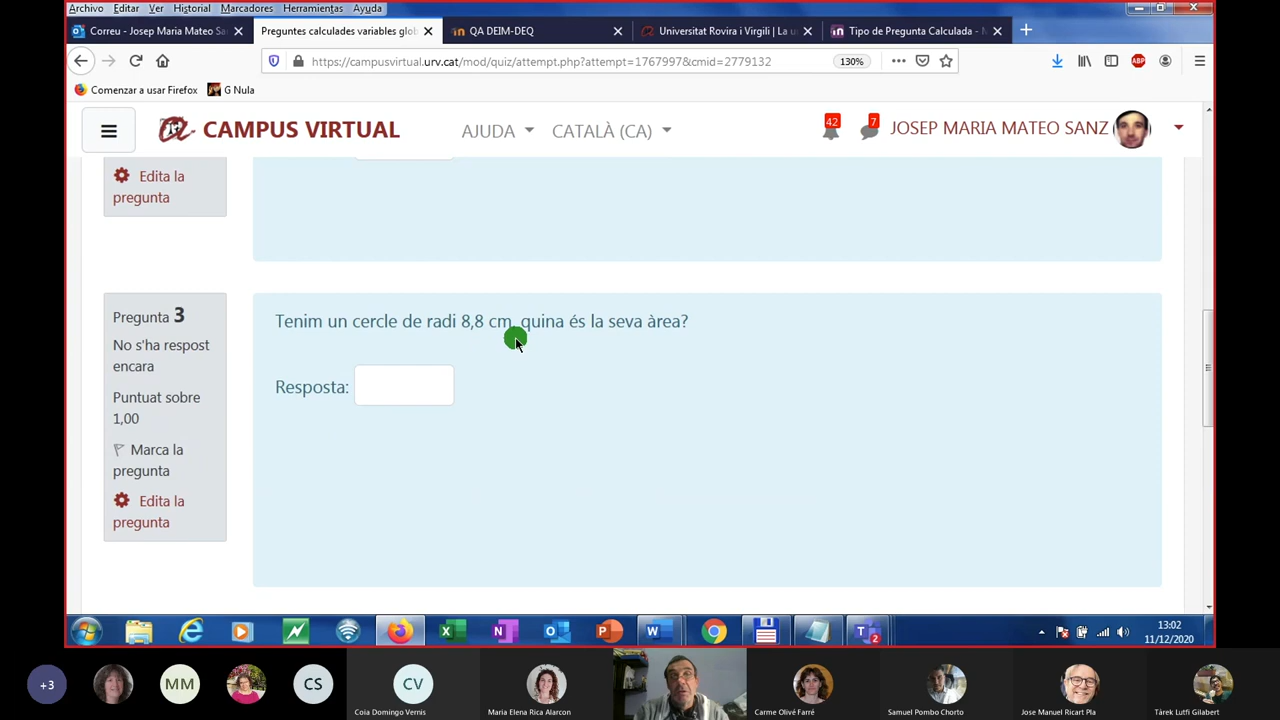 Archivo Editar Ver Historial Marcadores Herramientas Ayuda
Correu - Josep Maria Mateo San
Preguntes calculades variables glob
QA DEIM-DEQ
Universitat Rovira i Virgili | La u
Tipo de Pregunta Calculada - M
https://campusvirtual.urv.cat/mod/quiz/attempt.php?attempt=1767997&cmid=2779132
130%
ABP
Comenzar a usar Firefox
G Nula
CAMPUS VIRTUAL
AJUDA
CATALÀ (CA)
42
7
JOSEP MARIA MATEO SANZ
Edita la
pregunta
Pregunta 3
No s'ha respost
encara
Puntuat sobre
1,00
Marca la
pregunta
Edita la
pregunta
Tenim un cercle de radi 8,8 cm, quina és la seva àrea?
Resposta:
13:02
11/12/2020
+3
MM
CS
CV
Coia Domingo Vernis
Maria Elena Rica Alarcon
Carme Olivé Farré
Samuel Pombo Chorto
Jose Manuel Ricart Pla
Tárek Lutfi Gilabert